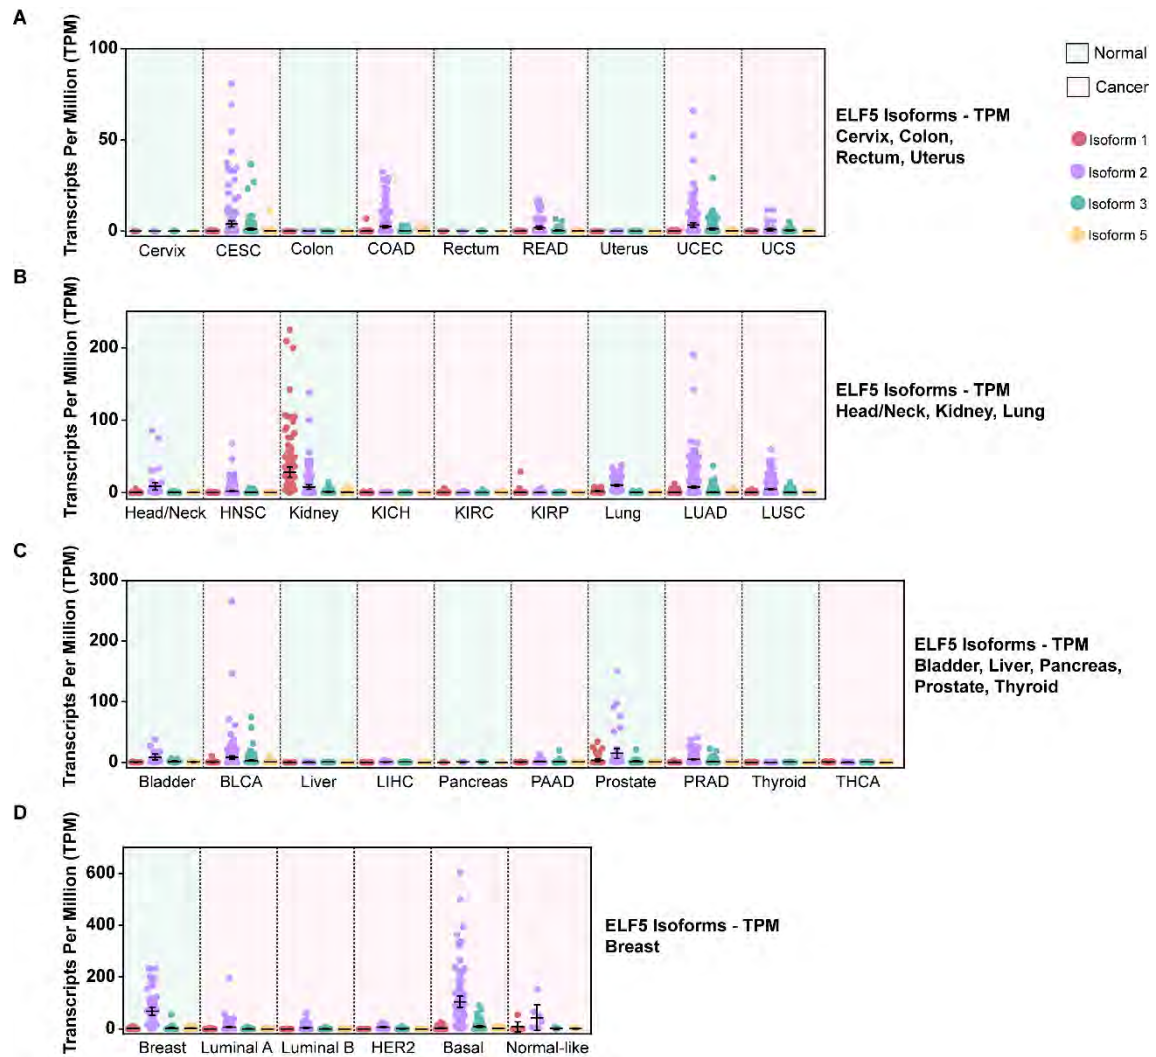 A
Transcripts Per Million (TPM)
100
50
0
Cervix CESC Colon COAD Rectum READ Uterus UCEC UCS
ELF5 Isoforms - TPM
Cervix, Colon,
Rectum, Uterus
Normal
Cancer
Isoform 1
Isoform 2
Isoform 3
Isoform 5
B
Transcripts Per Million (TPM)
200
100
0
Head/Neck HNSC Kidney KICH KIRC KIRP Lung LUAD LUSC
ELF5 Isoforms - TPM
Head/Neck, Kidney, Lung
C
Transcripts Per Million (TPM)
300
200
100
0
Bladder BLCA Liver LIHC Pancreas PAAD Prostate PRAD Thyroid THCA
ELF5 Isoforms - TPM
Bladder, Liver, Pancreas,
Prostate, Thyroid
D
Transcripts Per Million (TPM)
600
400
200
0
Breast Luminal A Luminal B HER2 Basal Normal-like
ELF5 Isoforms - TPM
Breast